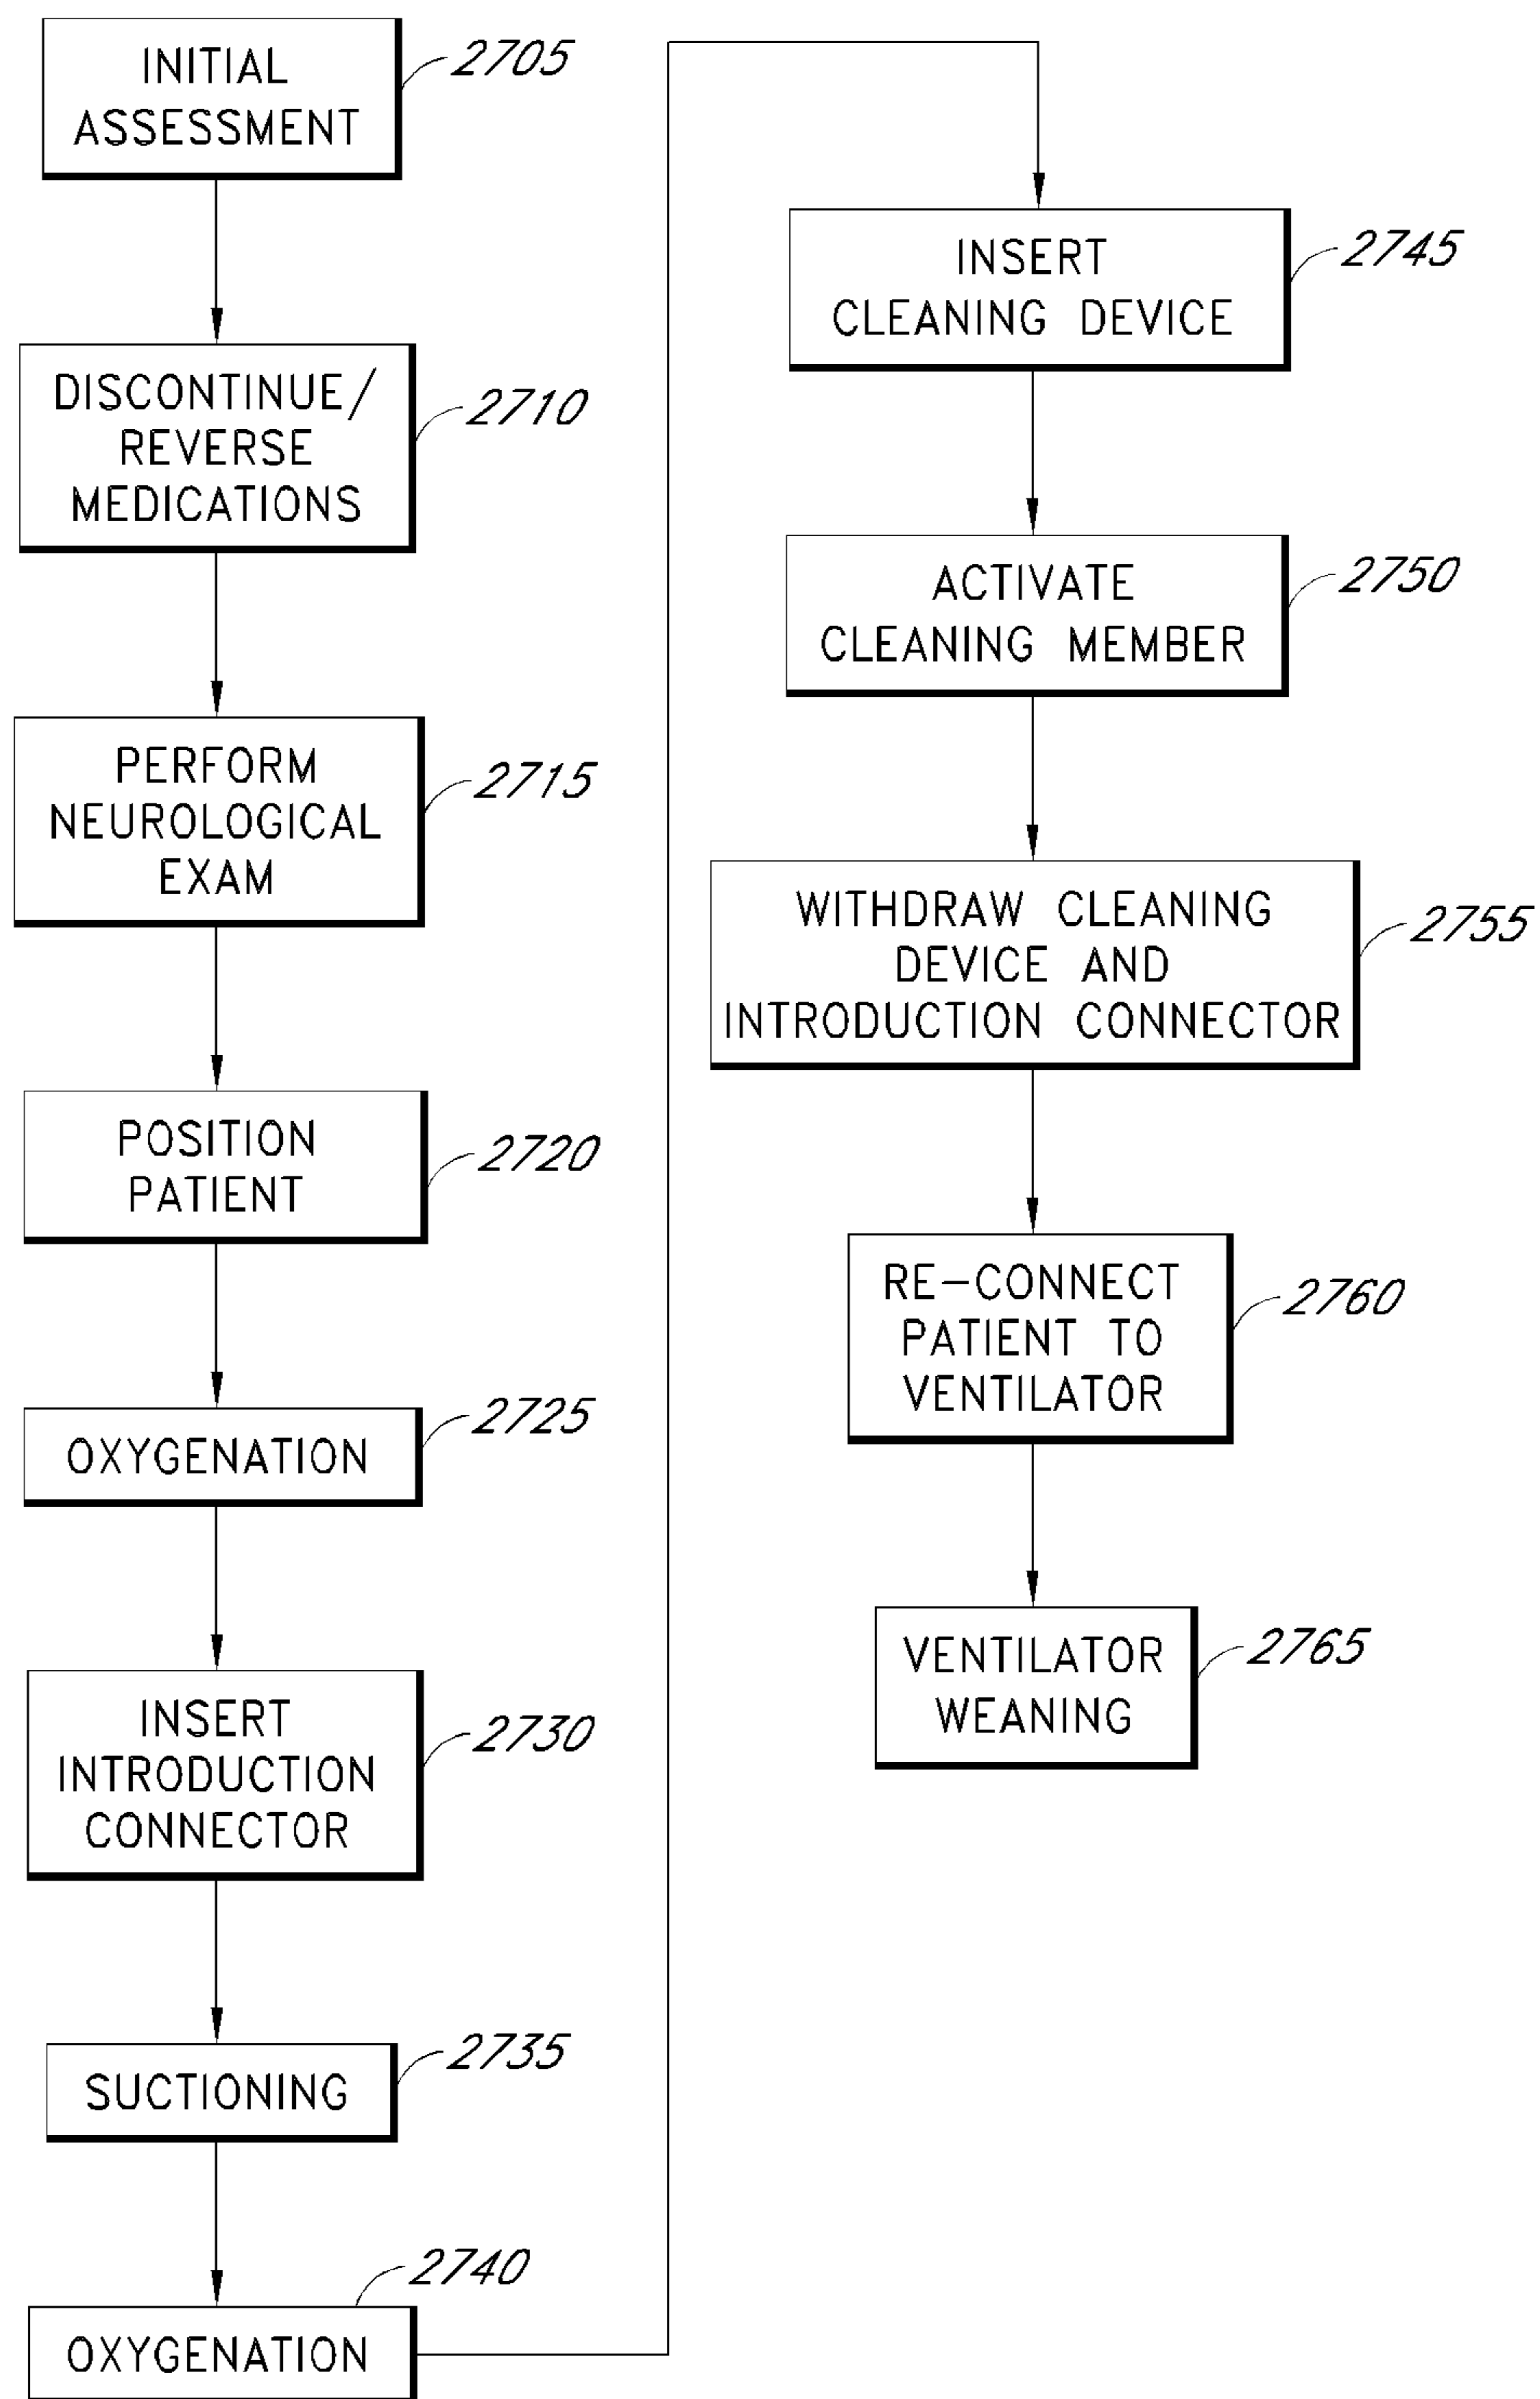 INITIAL
ASSESSMENT
2705
DISCONTINUE/
REVERSE
MEDICATIONS
2710
PERFORM
NEUROLOGICAL
EXAM
2715
POSITION
PATIENT
2720
OXYGENATION
2725
INSERT
INTRODUCTION
CONNECTOR
2730
SUCTIONING
2735
OXYGENATION
2740
INSERT
CLEANING DEVICE
2745
ACTIVATE
CLEANING MEMBER
2750
WITHDRAW CLEANING
DEVICE AND
INTRODUCTION CONNECTOR
2755
RE-CONNECT
PATIENT TO
VENTILATOR
2760
VENTILATOR
WEANING
2765